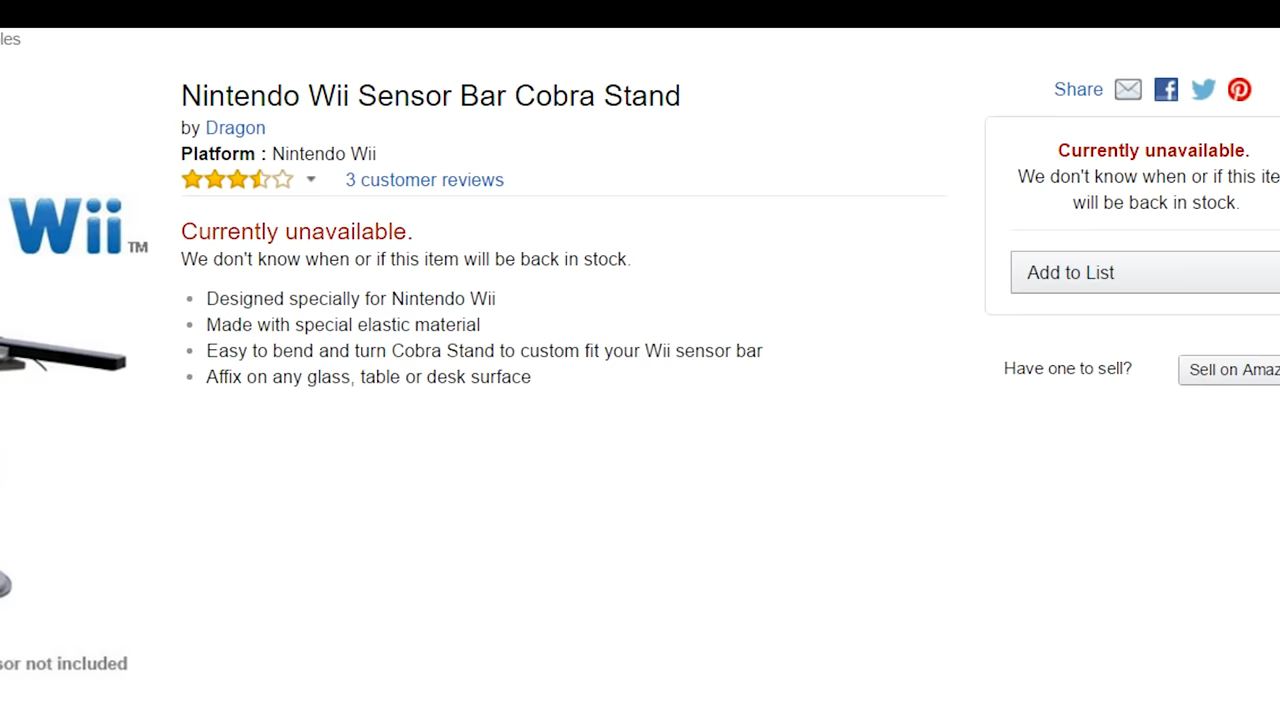 les
Nintendo Wii Sensor Bar Cobra Stand
by Dragon
Platform : Nintendo Wii
3 customer reviews
Currently unavailable.
We don't know when or if this item will be back in stock.
Designed specially for Nintendo Wii
Made with special elastic material
Easy to bend and turn Cobra Stand to custom fit your Wii sensor bar
Affix on any glass, table or desk surface
Wii TM
sor not included
Share
Currently unavailable.
We don't know when or if this ite
will be back in stock.
Add to List
Have one to sell?
Sell on Amaz